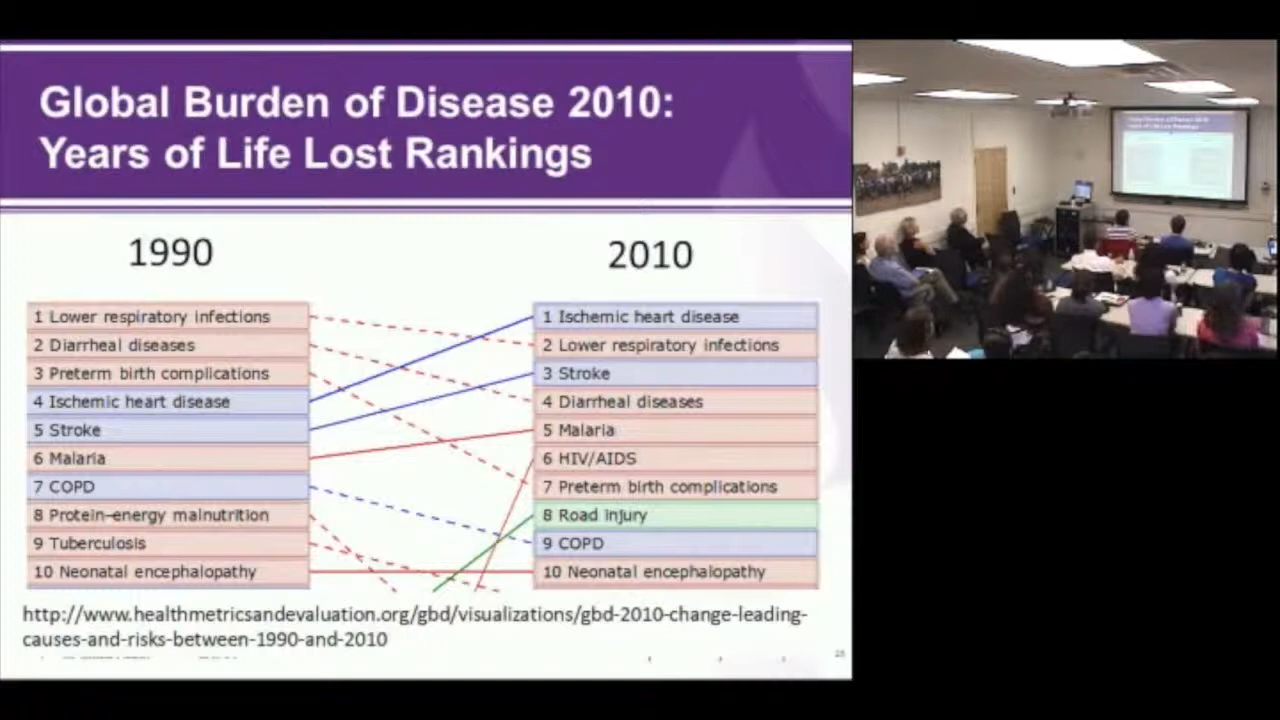 Global Burden of Disease 2010:
Years of Life Lost Rankings
1990
1 Lower respiratory infections
2 Diarrheal diseases
3 Preterm birth complications
4 Ischemic heart disease
5 Stroke
6 Malaria
7 COPD
8 Protein–energy malnutrition
9 Tuberculosis
10 Neonatal encephalopathy
2010
1 Ischemic heart disease
2 Lower respiratory infections
3 Stroke
4 Diarrheal diseases
5 Malaria
6 HIV/AIDS
7 Preterm birth complications
8 Road injury
9 COPD
10 Neonatal encephalopathy
http://www.healthmetricsandevaluation.org/gbd/visualizations/gbd-2010-change-leading-
causes-and-risks-between-1990-and-2010